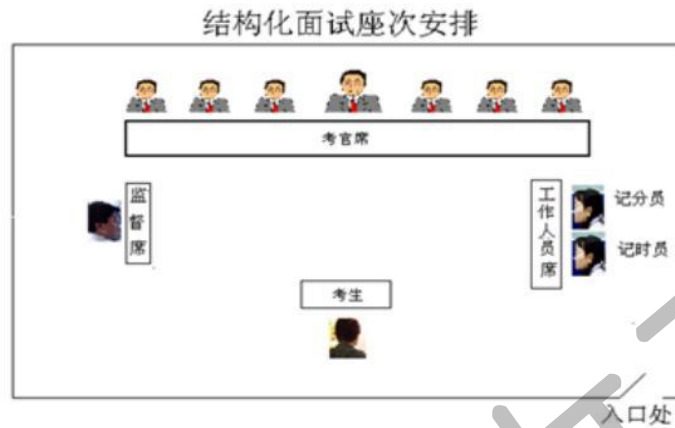 结构化面试座次安排
考官席
监督席
工作人员席
记分员
记时员
考生
入口处